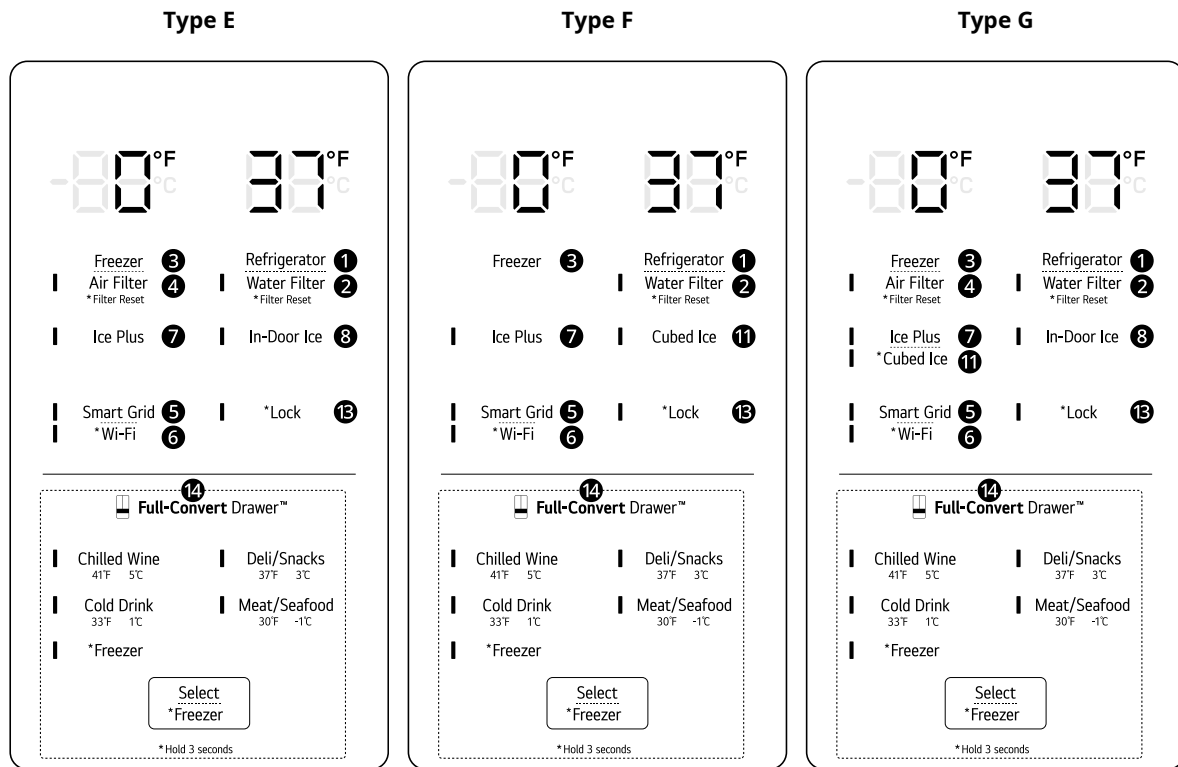 Type E
Type F
Type G
0 °F °C 37 °F °C
Freezer 3 Refrigerator 1
Air Filter 4 Water Filter 2
*Filter Reset *Filter Reset
Ice Plus 7 In-Door Ice 8
Smart Grid 5 *Lock 13
*Wi-Fi 6
14
Full-Convert Drawer™
Chilled Wine Deli/Snacks
41°F 5°C 37°F 3°C
Cold Drink Meat/Seafood
33°F 1°C 30°F -1°C
*Freezer
Select
*Freezer
*Hold 3 seconds
0 °F °C 37 °F °C
Freezer 3 Refrigerator 1
Water Filter 2
*Filter Reset
Ice Plus 7 Cubed Ice 11
Smart Grid 5 *Lock 13
*Wi-Fi 6
14
Full-Convert Drawer™
Chilled Wine Deli/Snacks
41°F 5°C 37°F 3°C
Cold Drink Meat/Seafood
33°F 1°C 30°F -1°C
*Freezer
Select
*Freezer
*Hold 3 seconds
0 °F °C 37 °F °C
Freezer 3 Refrigerator 1
Air Filter 4 Water Filter 2
*Filter Reset *Filter Reset
Ice Plus 7 In-Door Ice 8
*Cubed Ice 11
Smart Grid 5 *Lock 13
*Wi-Fi 6
14
Full-Convert Drawer™
Chilled Wine Deli/Snacks
41°F 5°C 37°F 3°C
Cold Drink Meat/Seafood
33°F 1°C 30°F -1°C
*Freezer
Select
*Freezer
*Hold 3 seconds